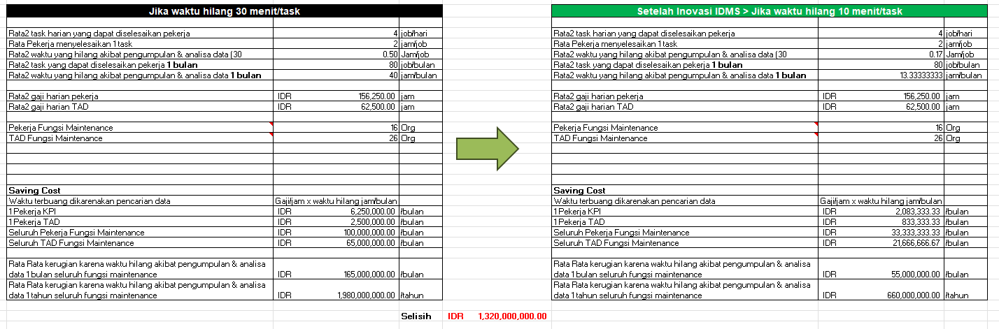 Jika waktu hilang 30 menit/task
Rata2 task harian yang dapat diselesaikan pekerja 4 job/hari
Rata Pekerja menyelesaikan 1 task 2 jam/job
Rata2 waktu yang hilang akibat pengumpulan & analisa data (30 0.50 Jam/job
Rata2 task yang dapat diselesaikan pekerja 1 bulan 80 job/bulan
Rata2 waktu yang hilang akibat pengumpulan & analisa data 1 bulan 40 jam/bulan
Rata2 gaji harian pekerja IDR 156,250.00 jam
Rata2 gaji harian TAD IDR 62,500.00 jam
Pekerja Fungsi Maintenance 16 Org
TAD Fungsi Maintenance 26 Org
Saving Cost
Waktu terbuang dikarenakan pencarian data Gaji/jam x waktu hilang jam/bulan
1 Pekerja KPI IDR 6,250,000.00 /bulan
1 Pekerja TAD IDR 2,500,000.00 /bulan
Seluruh Pekerja Fungsi Maintenance IDR 100,000,000.00 /bulan
Seluruh TAD Fungsi Maintenance IDR 65,000,000.00 /bulan
Rata Rata kerugian karena waktu hilang akibat pengumpulan & analisa
data 1 bulan seluruh fungsi maintenance IDR 165,000,000.00 /bulan
Rata Rata kerugian karena waktu hilang akibat pengumpulan & analisa
data 1 tahun seluruh fungsi maintenance IDR 1,980,000,000.00 /tahun
Setelah Inovasi IDMS > Jika waktu hilang 10 menit/task
Rata2 task harian yang dapat diselesaikan pekerja 4 job/hari
Rata Pekerja menyelesaikan 1 task 2 jam/job
Rata2 waktu yang hilang akibat pengumpulan & analisa data (30 0.17 Jam/job
Rata2 task yang dapat diselesaikan pekerja 1 bulan 80 job/bulan
Rata2 waktu yang hilang akibat pengumpulan & analisa data 1 bulan 13.33333333 jam/bulan
Rata2 gaji harian pekerja IDR 156,250.00 jam
Rata2 gaji harian TAD IDR 62,500.00 jam
Pekerja Fungsi Maintenance 16 Org
TAD Fungsi Maintenance 26 Org
Saving Cost
Waktu terbuang dikarenakan pencarian data Gaji/jam x waktu hilang jam/bulan
1 Pekerja KPI IDR 2,083,333.33 /bulan
1 Pekerja TAD IDR 833,333.33 /bulan
Seluruh Pekerja Fungsi Maintenance IDR 33,333,333.33 /bulan
Seluruh TAD Fungsi Maintenance IDR 21,666,666.67 /bulan
Rata Rata kerugian karena waktu hilang akibat pengumpulan & analisa
data 1 bulan seluruh fungsi maintenance IDR 55,000,000.00 /bulan
Rata Rata kerugian karena waktu hilang akibat pengumpulan & analisa
data 1 tahun seluruh fungsi maintenance IDR 660,000,000.00 /tahun
Selisih IDR 1,320,000,000.00